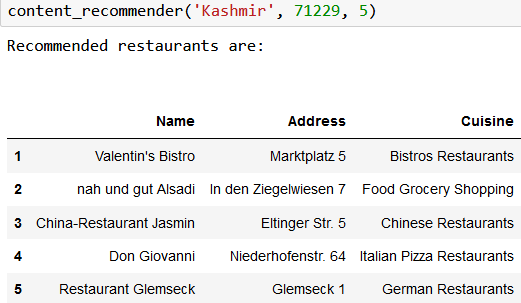 content_recommender('Kashmir', 71229, 5)
Recommended restaurants are:
Name Address Cuisine
1 Valentin's Bistro Marktplatz 5 Bistros Restaurants
2 nah und gut Alsadi In den Ziegelwiesen 7 Food Grocery Shopping
3 China-Restaurant Jasmin Eltinger Str. 5 Chinese Restaurants
4 Don Giovanni Niederhofenstr. 64 Italian Pizza Restaurants
5 Restaurant Glemseck Glemseck 1 German Restaurants